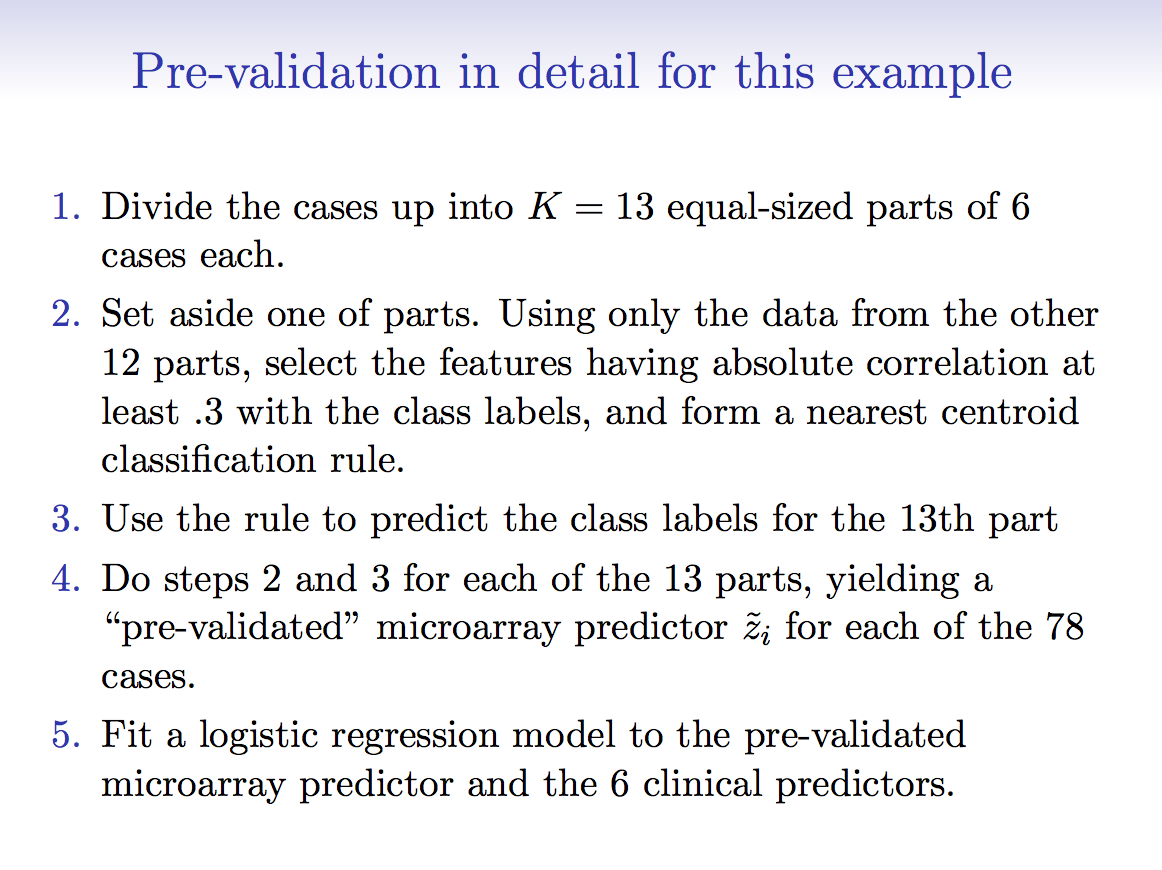 Pre-validation in detail for this example
1. Divide the cases up into K = 13 equal-sized parts of 6
cases each.
2. Set aside one of parts. Using only the data from the other
12 parts, select the features having absolute correlation at
least .3 with the class labels, and form a nearest centroid
classification rule.
3. Use the rule to predict the class labels for the 13th part
4. Do steps 2 and 3 for each of the 13 parts, yielding a
“pre-validated” microarray predictor z̃ᵢ for each of the 78
cases.
5. Fit a logistic regression model to the pre-validated
microarray predictor and the 6 clinical predictors.